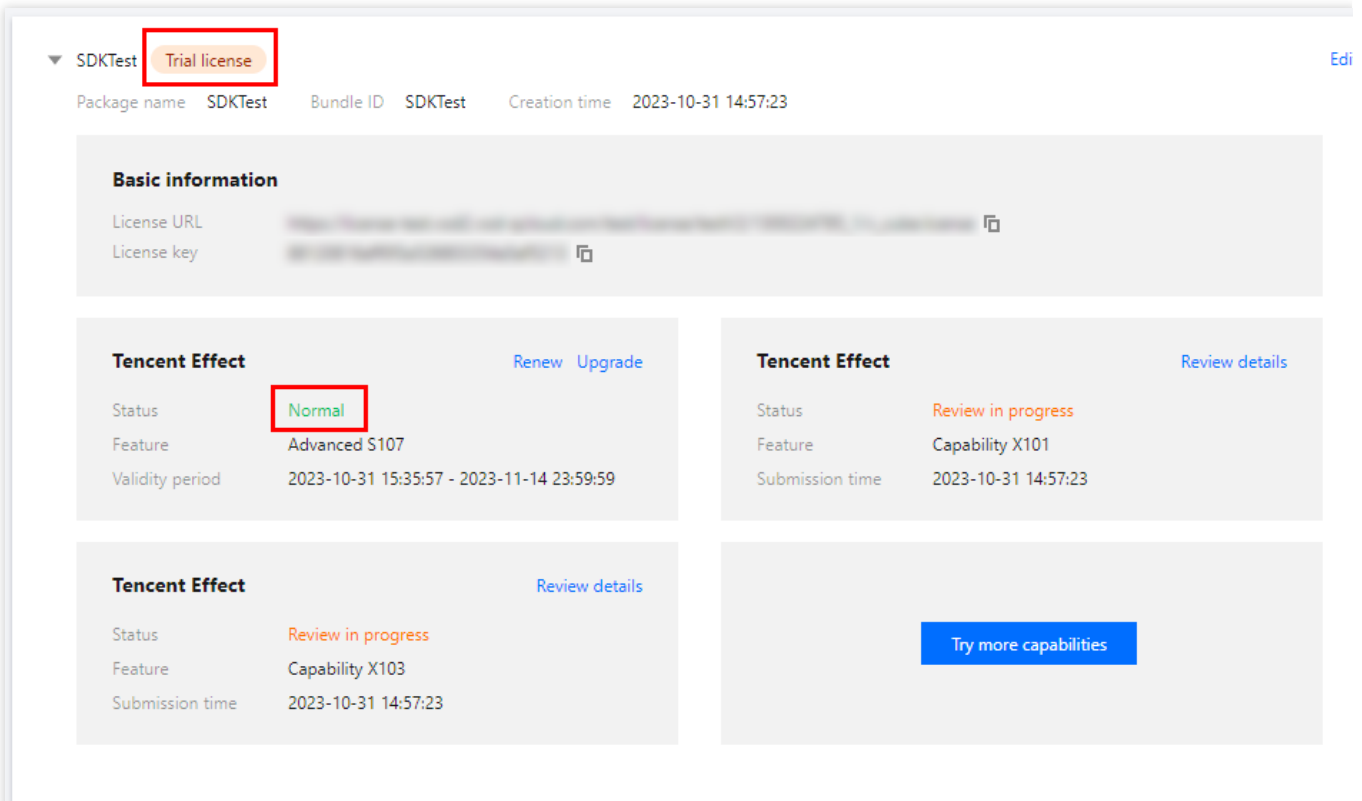 SDKTest Trial license Edi
Package name SDKTest Bundle ID SDKTest Creation time 2023-10-31 14:57:23
Basic information
License URL
License key
Tencent Effect Renew Upgrade
Status Normal
Feature Advanced S107
Validity period 2023-10-31 15:35:57 - 2023-11-14 23:59:59
Tencent Effect Review details
Status Review in progress
Feature Capability X101
Submission time 2023-10-31 14:57:23
Tencent Effect Review details
Status Review in progress
Feature Capability X103
Submission time 2023-10-31 14:57:23
Try more capabilities